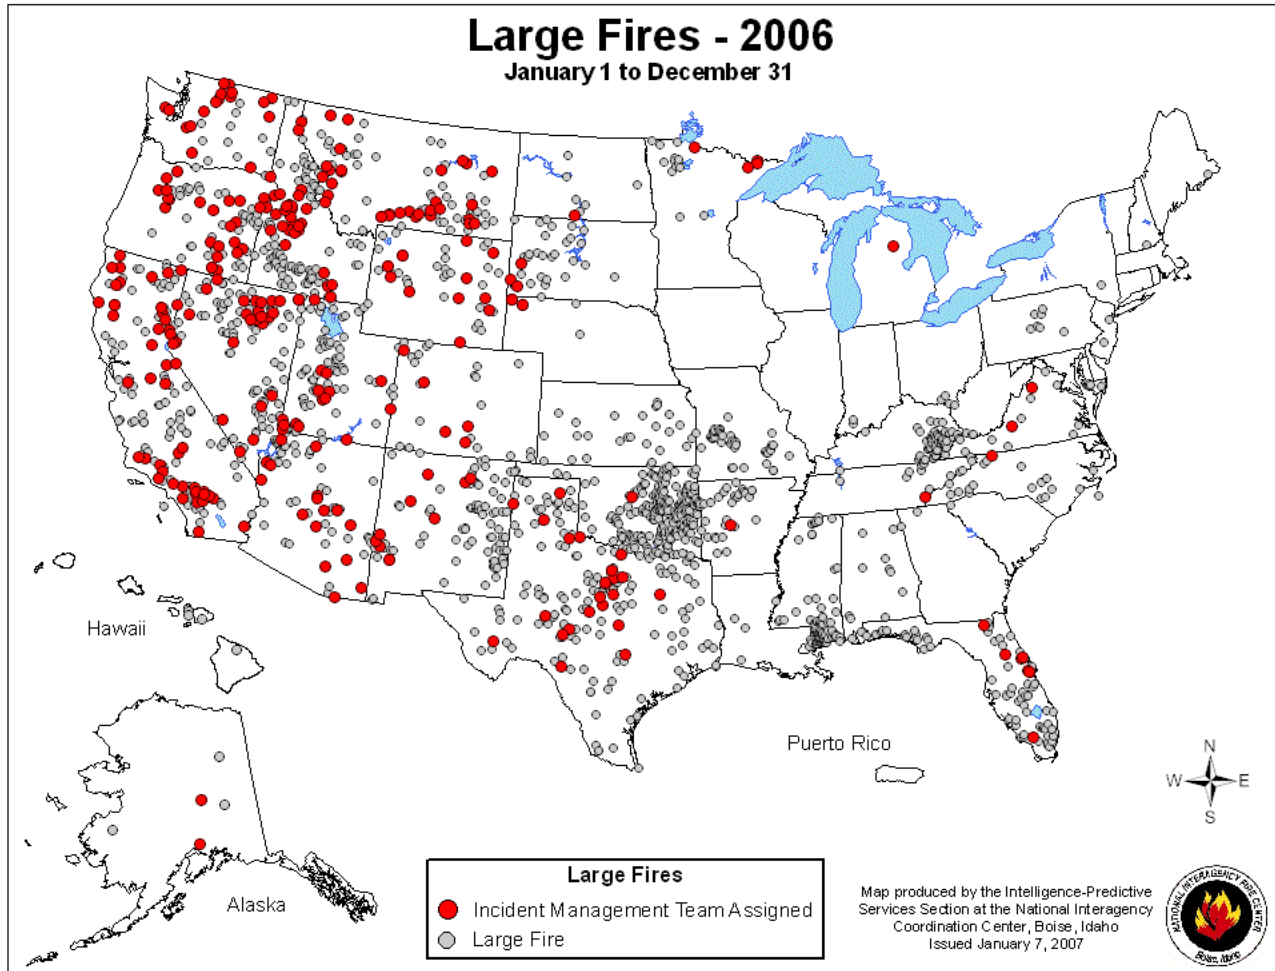 Large Fires - 2006
January 1 to December 31
Hawaii
Puerto Rico
N
W
E
S
Alaska
Large Fires
Incident Management Team Assigned
Large Fire
Map produced by the Intelligence-Predictive
Services Section at the National Interagency
Coordination Center, Boise, Idaho
Issued January 7, 2007
NATIONAL INTERAGENCY FIRE CENTER
Boise, Idaho